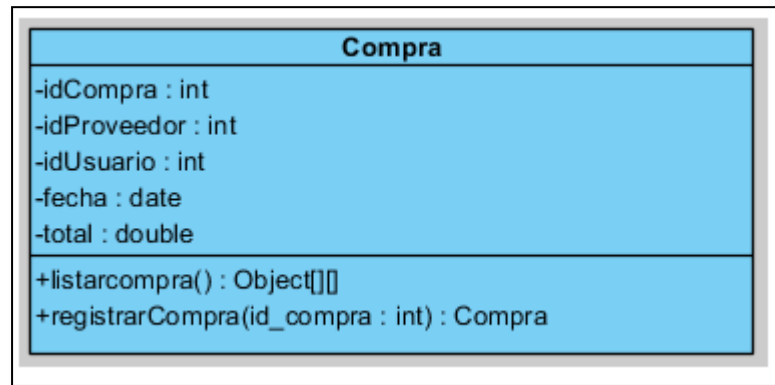 Compra
-idCompra : int
-idProveedor : int
-idUsuario : int
-fecha : date
-total : double
+listarcompra() : Object[][]
+registrarCompra(id_compra : int) : Compra